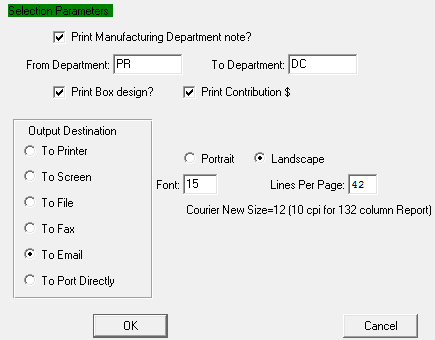 Selection Parameters:
Print Manufacturing Department note?
From Department: PR To Department: DC
Print Box design? Print Contribution $
Output Destination
To Printer
To Screen
To File
To Fax
To Email
To Port Directly
Portrait Landscape
Font: 15 Lines Per Page: 42
Courier New Size=12 (10 cpi for 132 column Report)
OK Cancel